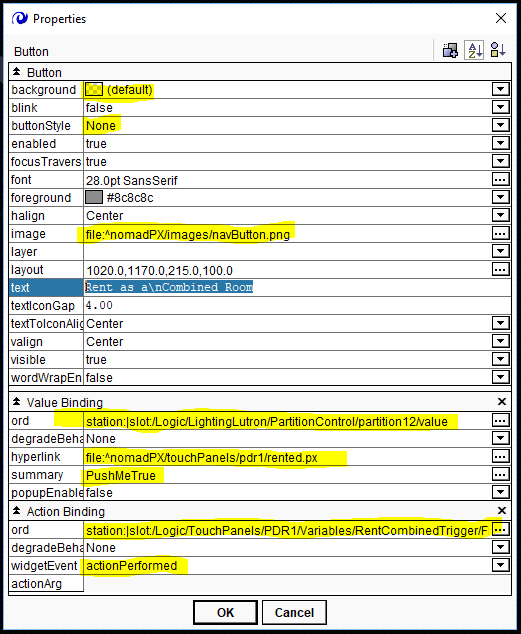 Properties
Button
Button
background (default)
blink false
buttonStyle None
enabled true
focusTravers true
font 28.0pt SansSerif
foreground #8c8c8c
halign Center
image file:^nomadPX/images/navButton.png
layer
layout 1020.0,1170.0,215.0,100.0
text Rent as a\nCombined Room
textIconGap 4.00
textToIconAlig Center
valign Center
visible true
wordWrapEn false
Value Binding
ord station:|slot:/Logic/LightingLutron/PartitionControl/partition12/value
degradeBeha None
hyperlink file:^nomadPX/touchPanels/pdr1/rented.px
summary PushMeTrue
popupEnable false
Action Binding
ord station:|slot:/Logic/TouchPanels/PDR1/Variables/RentCombinedTrigger/F
degradeBeha None
widgetEvent actionPerformed
actionArg
OK Cancel